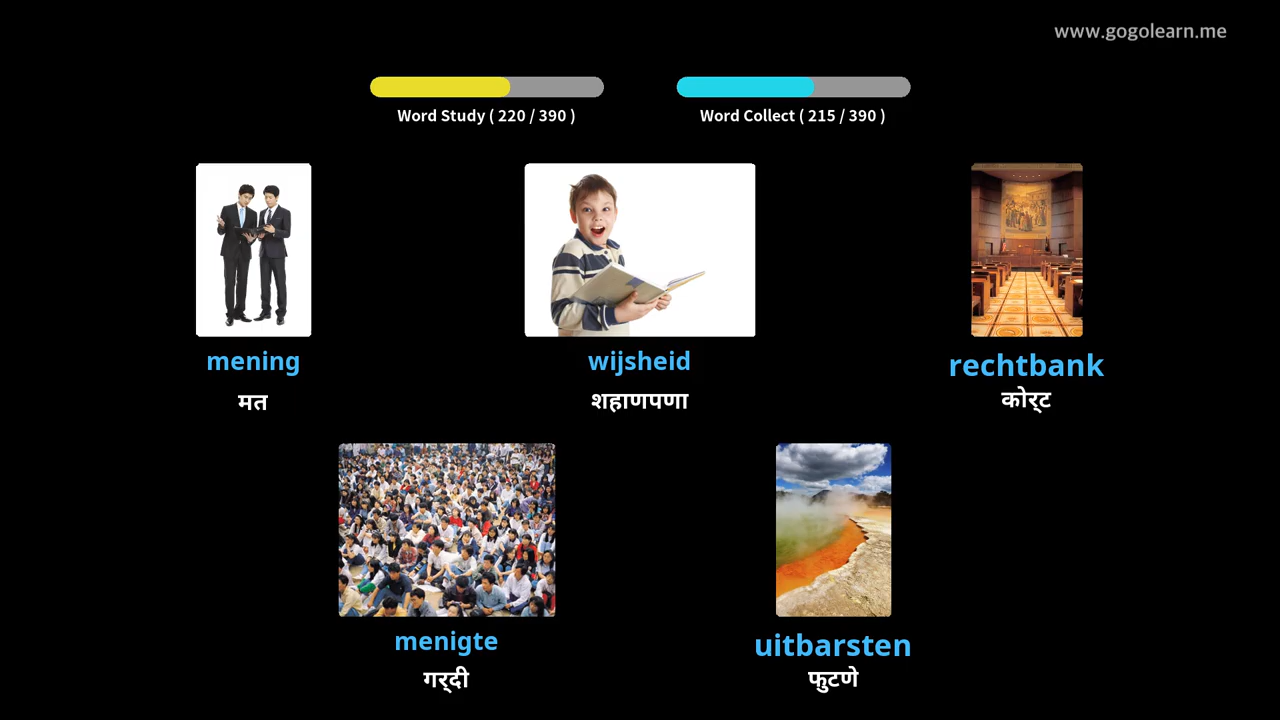 www.gogolearn.me
Word Study ( 220 / 390 )
Word Collect ( 215 / 390 )
mening
मत
wijsheid
शहाणपणा
rechtbank
कोर्‌ट
menigte
गर्‌दी
uitbarsten
फुटणे